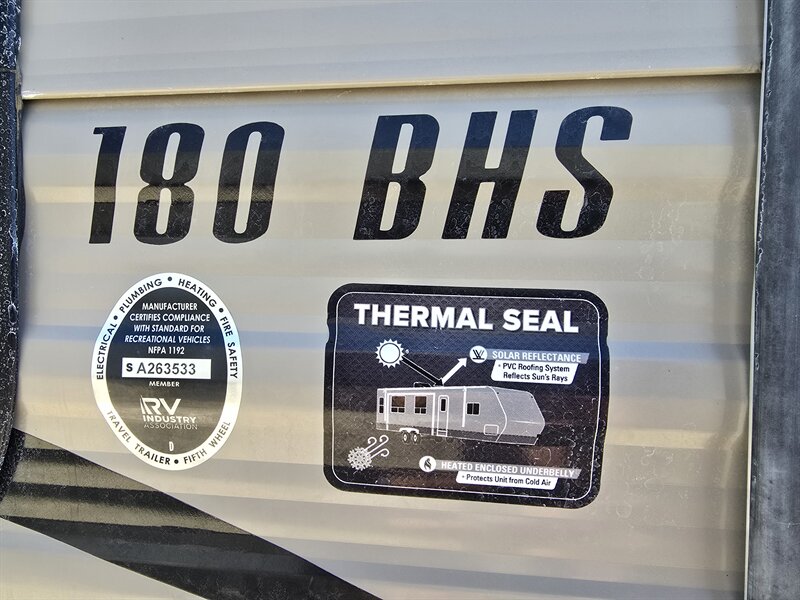 180 BHS
ELECTRICAL • PLUMBING • HEATING • FIRE SAFETY
MANUFACTURER
CERTIFIES COMPLIANCE
WITH STANDARD FOR
RECREATIONAL VEHICLES
NFPA 1192
S A263533
MEMBER
RV
INDUSTRY
ASSOCIATION
D
TRAVEL TRAILER • FIFTH WHEEL
THERMAL SEAL
SOLAR REFLECTANCE
• PVC Roofing System
Reflects Sun's Rays
HEATED ENCLOSED UNDERBELLY
• Protects Unit from Cold Air